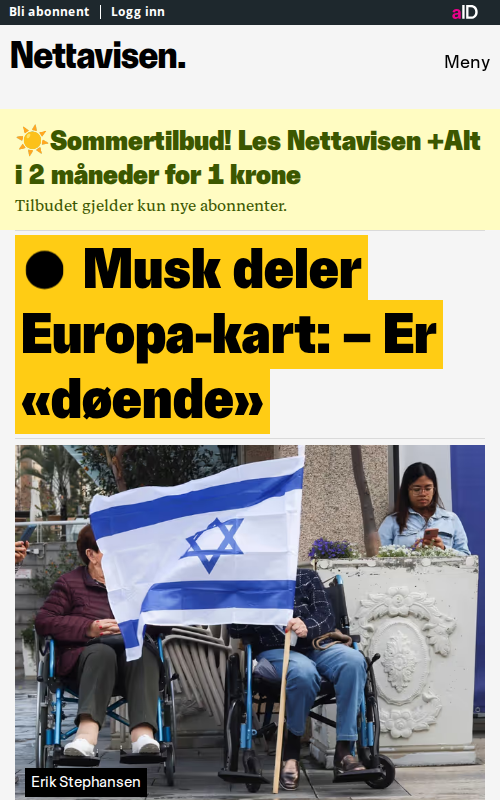 Bli abonnent | Logg inn
aID
Nettavisen.
Meny
☀️Sommertilbud! Les Nettavisen +Alt
i 2 måneder for 1 krone
Tilbudet gjelder kun nye abonnenter.
● Musk deler
Europa-kart: – Er
«døende»
Erik Stephansen